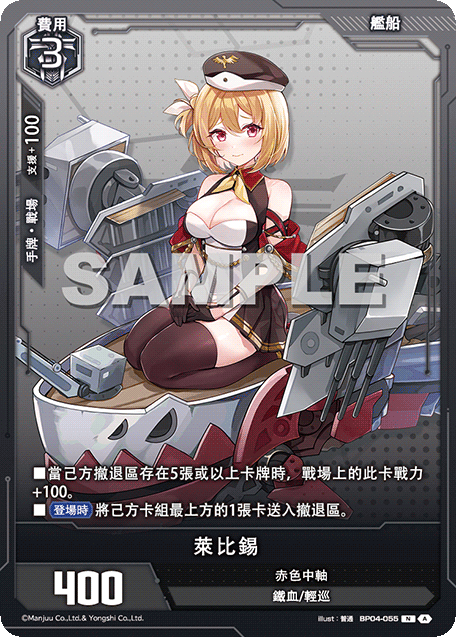 費用
3
艦船
支援+100
手牌・戰場
SAMPLE
■當己方撤退區存在5張或以上卡牌時，戰場上的此卡戰力
+100。
■登場時將己方卡組最上方的1張卡送入撤退區。
萊比錫
400
赤色中軸
鐵血/輕巡
©Manjuu Co.,Ltd.& Yongshi Co.,Ltd.
illust：普通 BP04-055 N A